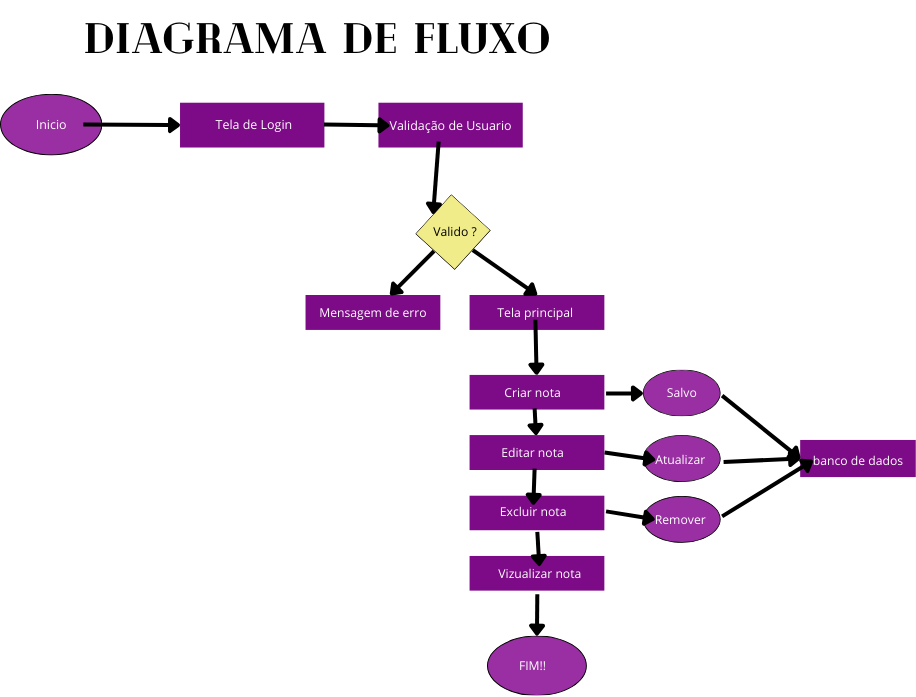 DIAGRAMA DE FLUXO
Inicio
Tela de Login
Validação de Usuario
Valido ?
Mensagem de erro
Tela principal
Criar nota
Salvo
Editar nota
Atualizar
banco de dados
Excluir nota
Remover
Vizualizar nota
FIM!!